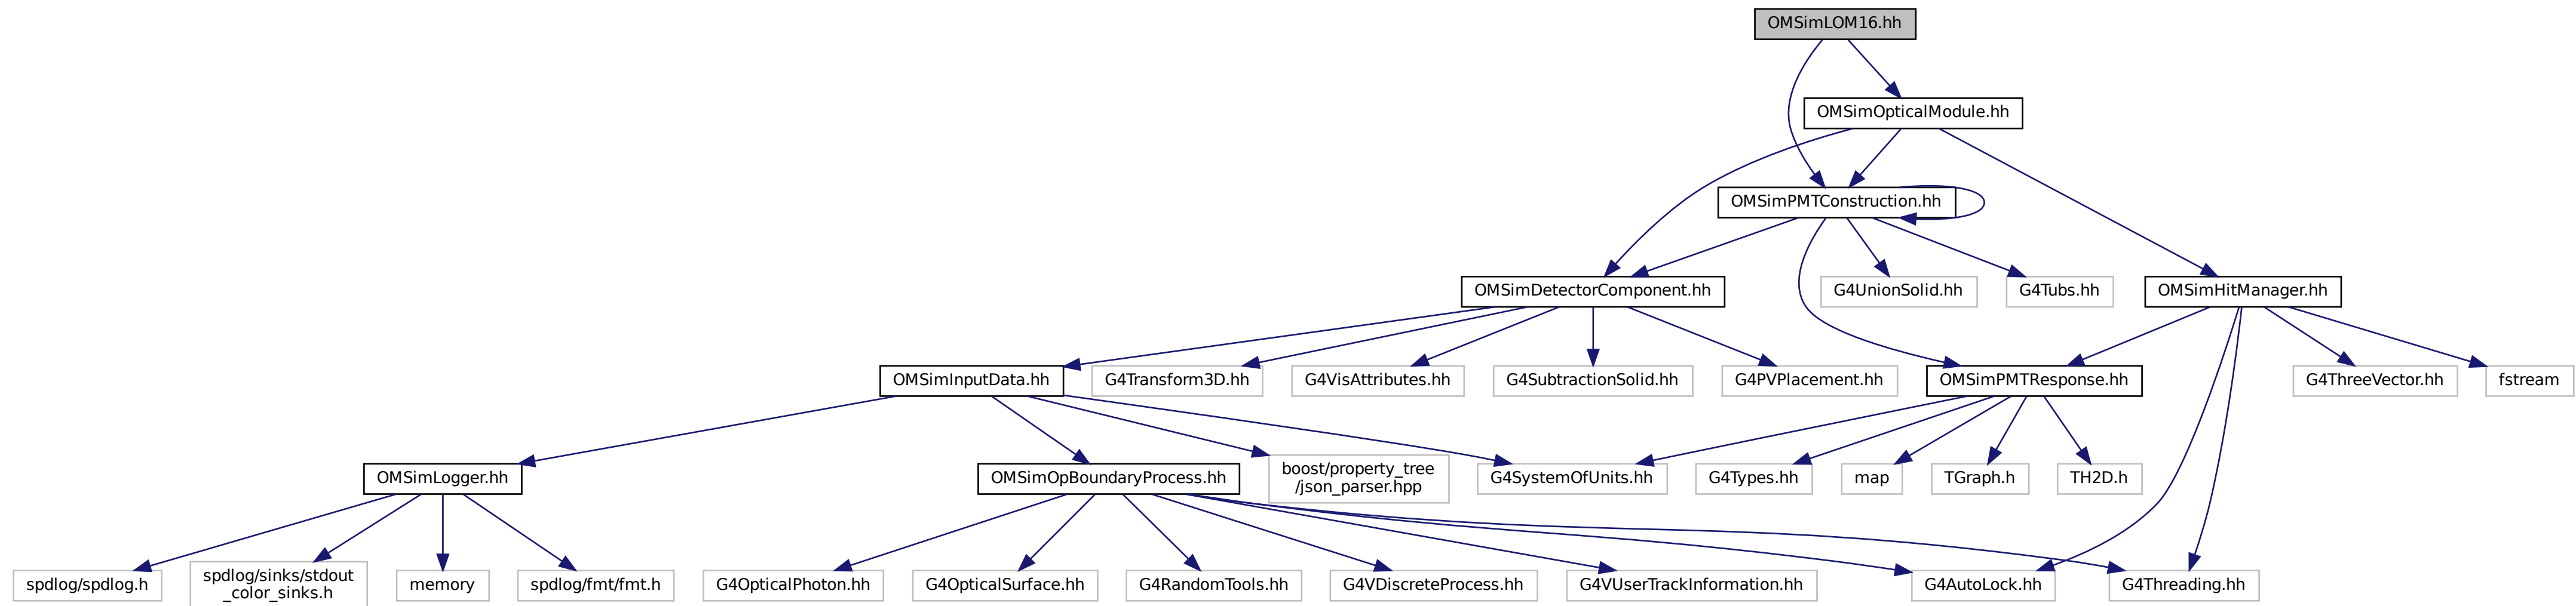 OMSimLOM16.hh
OMSimOpticalModule.hh
OMSimPMTConstruction.hh
OMSimDetectorComponent.hh
G4UnionSolid.hh
G4Tubs.hh
OMSimHitManager.hh
OMSimInputData.hh
G4Transform3D.hh
G4VisAttributes.hh
G4SubtractionSolid.hh
G4PVPlacement.hh
OMSimPMTResponse.hh
G4ThreeVector.hh
fstream
OMSimLogger.hh
OMSimOpBoundaryProcess.hh
boost/property_tree
/json_parser.hpp
G4SystemOfUnits.hh
G4Types.hh
map
TGraph.h
TH2D.h
spdlog/spdlog.h
spdlog/sinks/stdout
_color_sinks.h
memory
spdlog/fmt/fmt.h
G4OpticalPhoton.hh
G4OpticalSurface.hh
G4RandomTools.hh
G4VDiscreteProcess.hh
G4VUserTrackInformation.hh
G4AutoLock.hh
G4Threading.hh